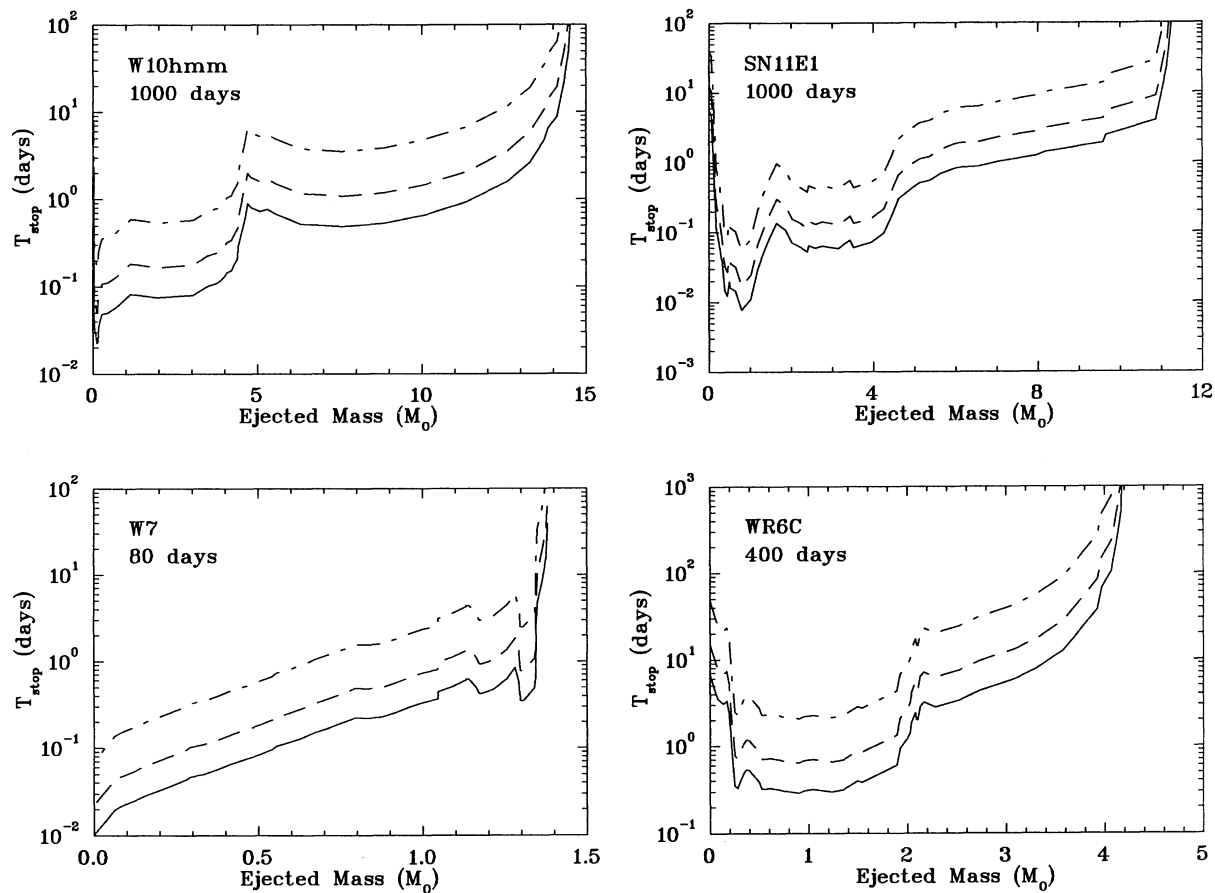 W10hmm
1000 days
T_stop (days)
10^2
10^1
10^0
10^-1
10^-2
0 5 10 15
Ejected Mass (M_0)
SN11E1
1000 days
T_stop (days)
10^2
10^1
10^0
10^-1
10^-2
10^-3
0 4 8 12
Ejected Mass (M_0)
W7
80 days
T_stop (days)
10^2
10^1
10^0
10^-1
10^-2
0.0 0.5 1.0 1.5
Ejected Mass (M_0)
WR6C
400 days
T_stop (days)
10^3
10^2
10^1
10^0
10^-1
0 1 2 3 4 5
Ejected Mass (M_0)